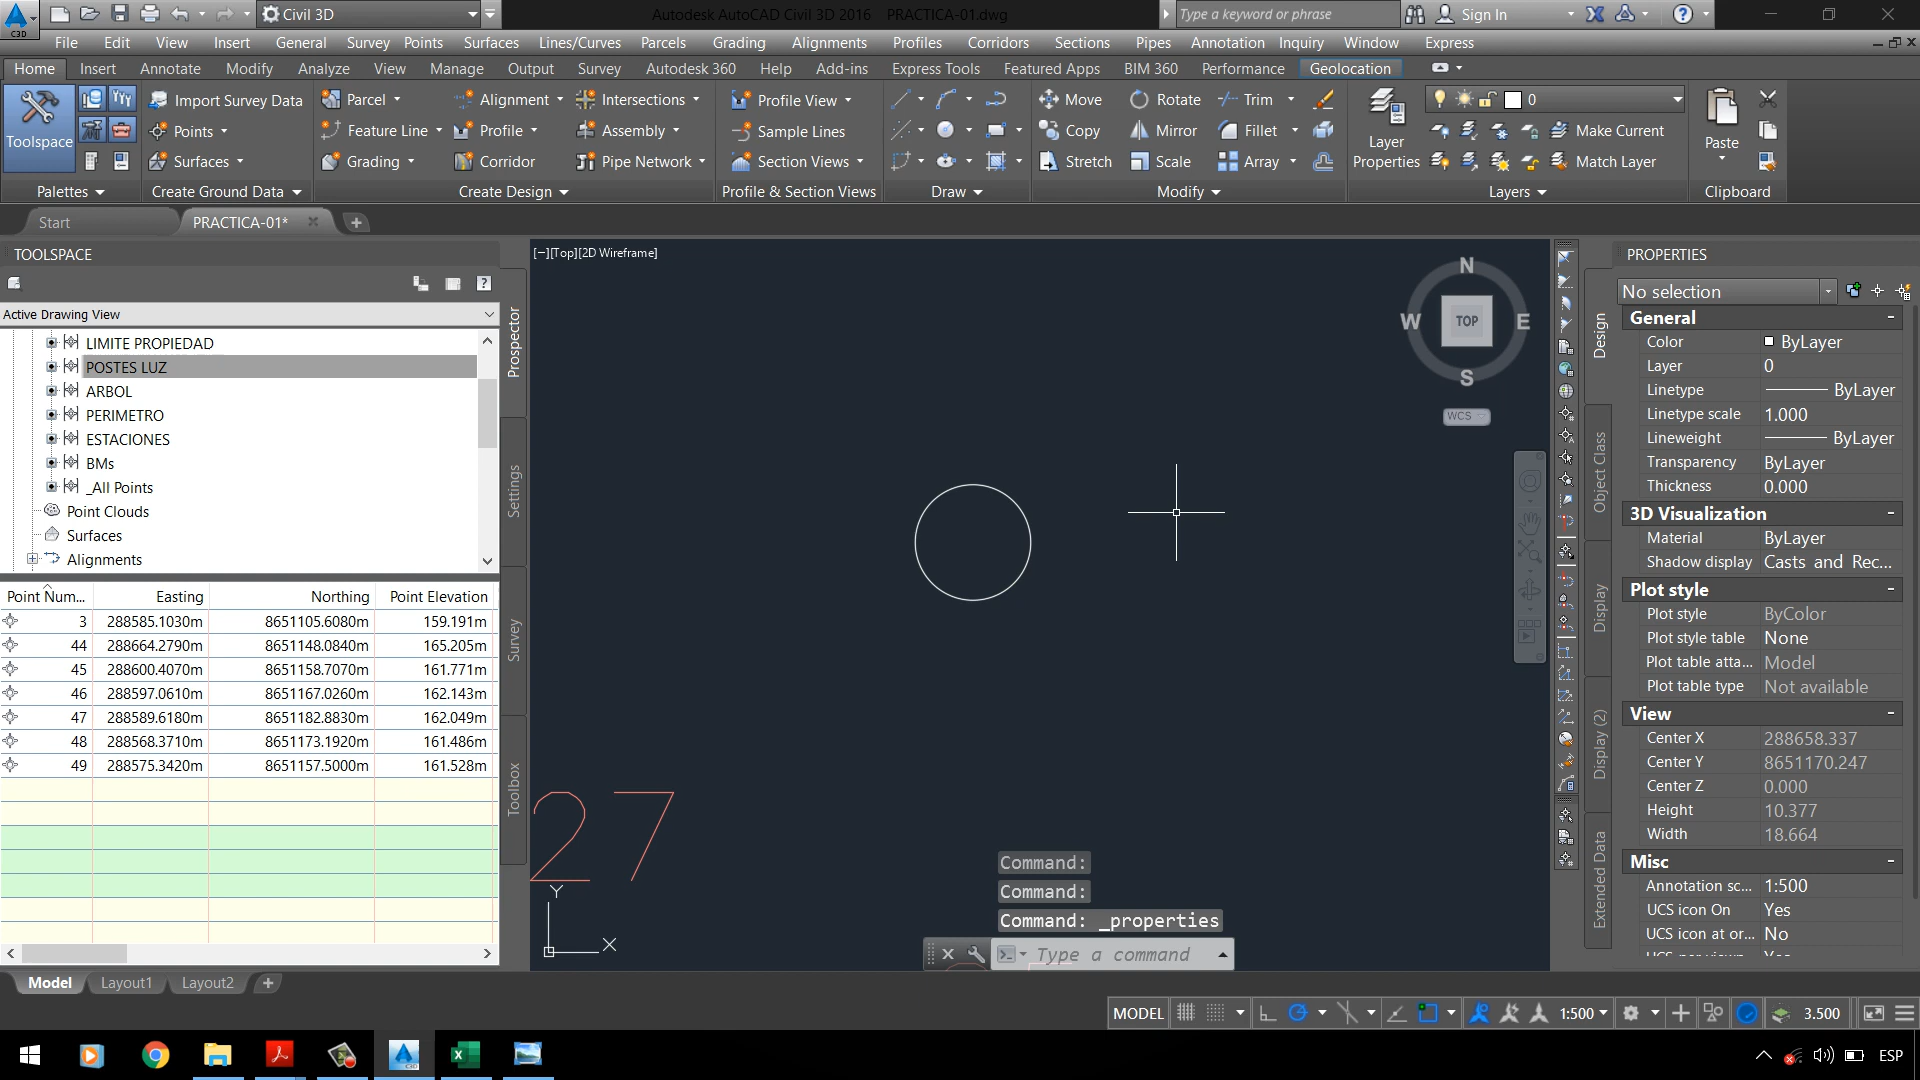 Civil 3D
Autodesk AutoCAD Civil 3D 2016 PRACTICA-01.dwg
Type a keyword or phrase
Sign In
C3D
File Edit View Insert General Survey Points Surfaces Lines/Curves Parcels Grading Alignments Profiles Corridors Sections Pipes Annotation Inquiry Window Express
Home Insert Annotate Modify Analyze View Manage Output Survey Autodesk 360 Help Add-ins Express Tools Featured Apps BIM 360 Performance Geolocation
Import Survey Data Parcel Alignment Intersections Profile View Move Rotate Trim 0
Toolspace Points Feature Line Profile Assembly Sample Lines Copy Mirror Fillet Layer Properties Make Current Paste
Surfaces Grading Corridor Pipe Network Section Views Stretch Scale Array Match Layer
Palettes Create Ground Data Create Design Profile & Section Views Draw Modify Layers Clipboard
Start PRACTICA-01*
TOOLSPACE
Active Drawing View
LIMITE PROPIEDAD
POSTES LUZ
ARBOL
PERIMETRO
ESTACIONES
BMs
_All Points
Point Clouds
Surfaces
Alignments
Point Num... Easting Northing Point Elevation
3 288585.1030m 8651105.6080m 159.191m
44 288664.2790m 8651148.0840m 165.205m
45 288600.4070m 8651158.7070m 161.771m
46 288597.0610m 8651167.0260m 162.143m
47 288589.6180m 8651182.8830m 162.049m
48 288568.3710m 8651173.1920m 161.486m
49 288575.3420m 8651157.5000m 161.528m
Prospector
Settings
Survey
Toolbox
[−][Top][2D Wireframe]
N
W TOP E
S
WCS
27
Y
X
Command:
Command:
Command: _properties
Type a command
Design
Object Class
Display
Display (2)
Extended Data
PROPERTIES
No selection
General
Color ByLayer
Layer 0
Linetype ByLayer
Linetype scale 1.000
Lineweight ByLayer
Transparency ByLayer
Thickness 0.000
3D Visualization
Material ByLayer
Shadow display Casts and Rec...
Plot style
Plot style ByColor
Plot style table None
Plot table atta... Model
Plot table type Not available
View
Center X 288658.337
Center Y 8651170.247
Center Z 0.000
Height 10.377
Width 18.664
Misc
Annotation sc... 1:500
UCS icon On Yes
UCS icon at or... No
Model Layout1 Layout2
MODEL 1:500 3.500
ESP